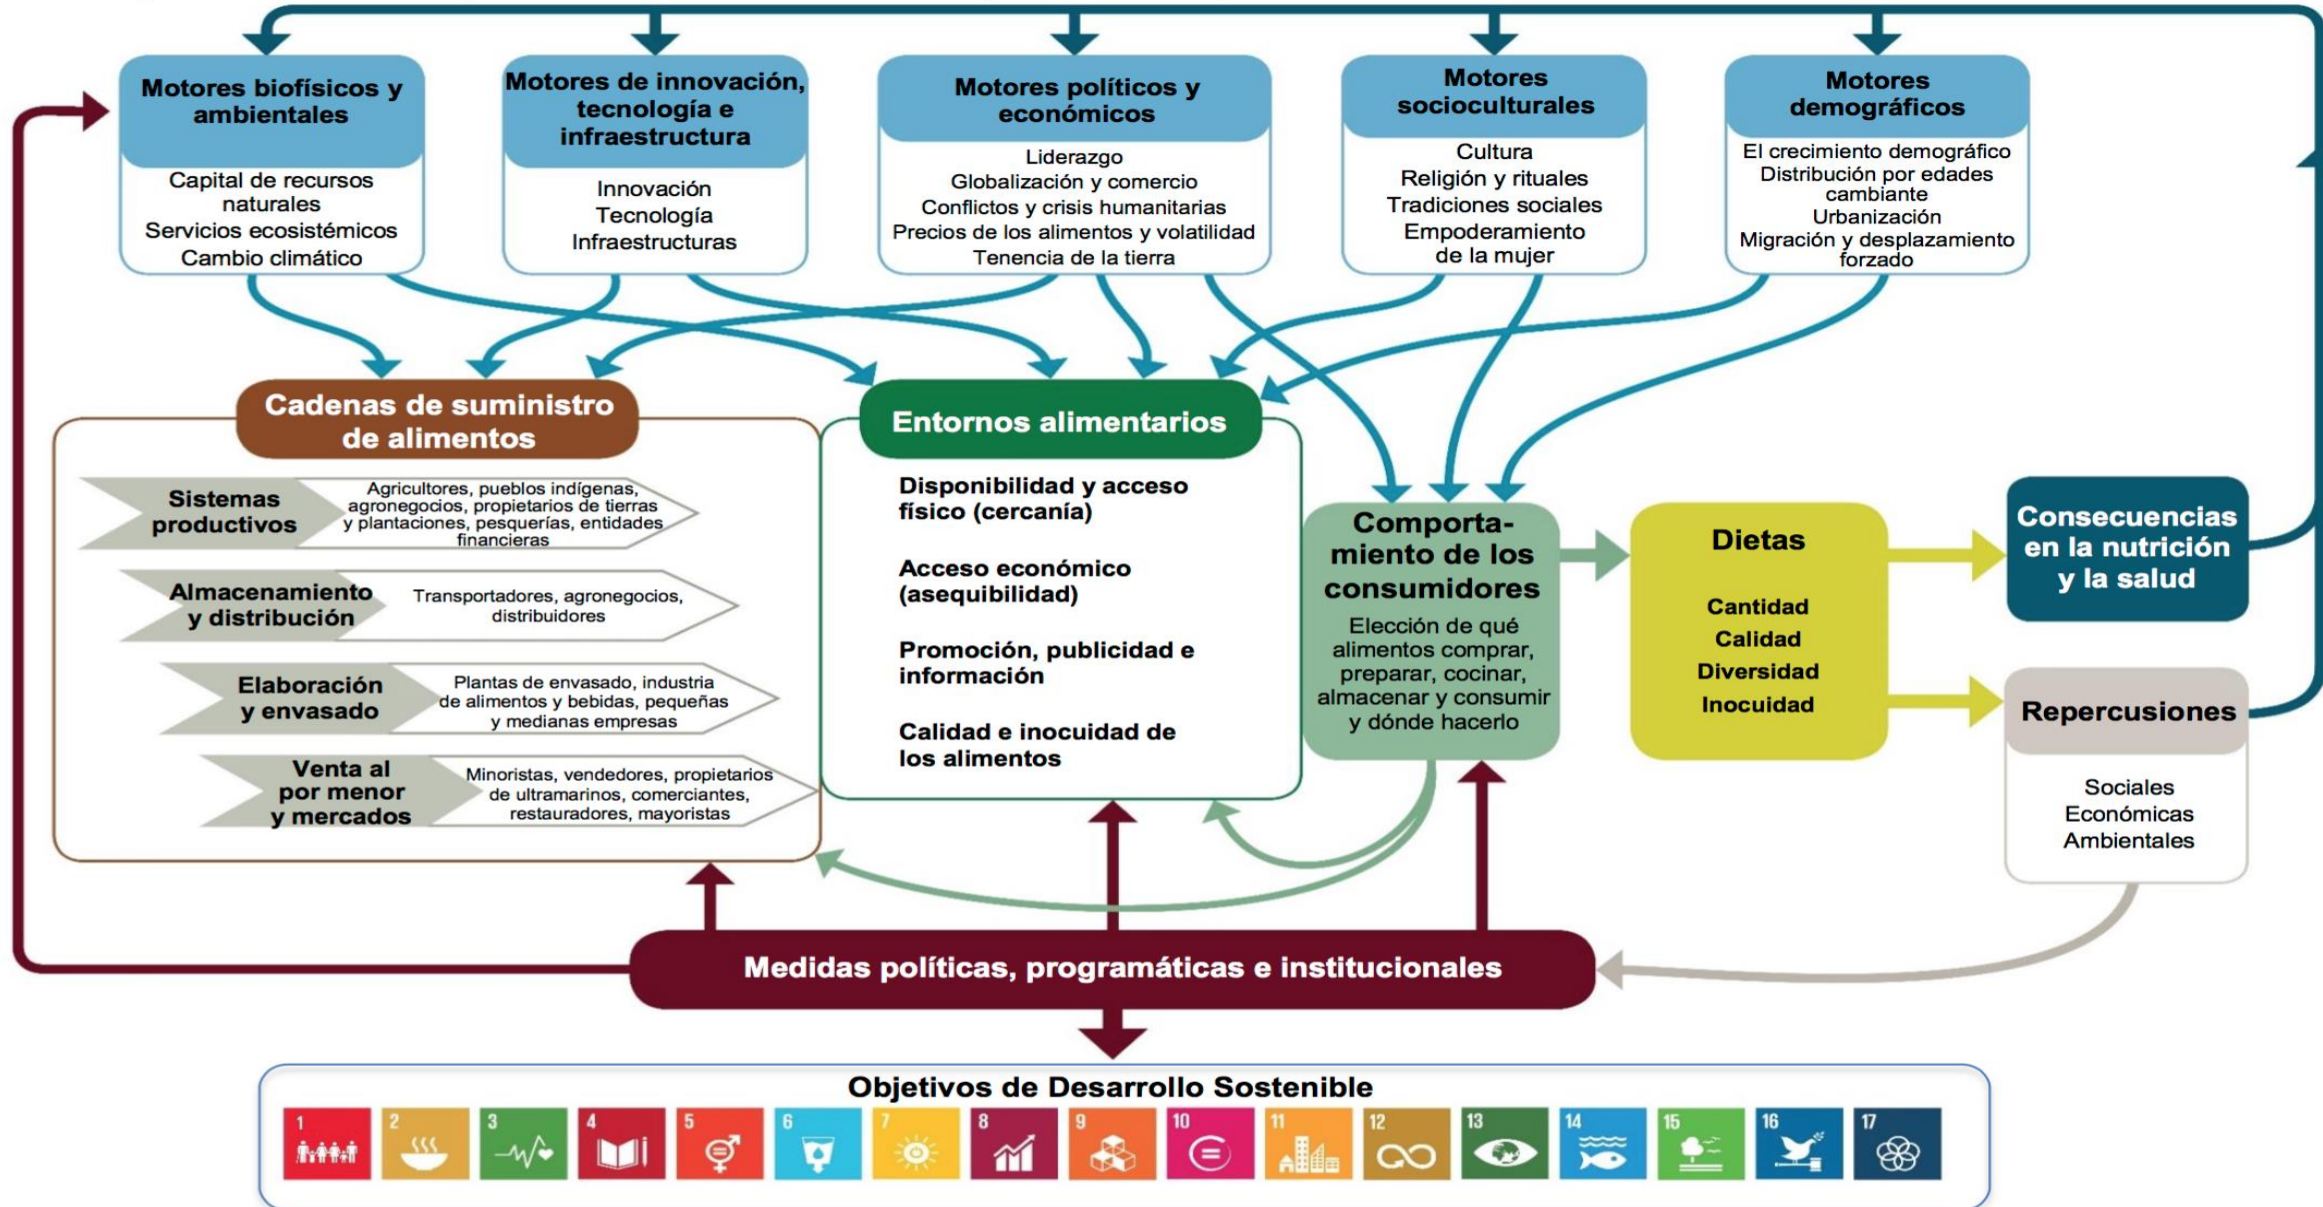 Motores biofísicos y
ambientales
Capital de recursos
naturales
Servicios ecosistémicos
Cambio climático
Motores de innovación,
tecnología e
infraestructura
Innovación
Tecnología
Infraestructuras
Motores políticos y
económicos
Liderazgo
Globalización y comercio
Conflictos y crisis humanitarias
Precios de los alimentos y volatilidad
Tenencia de la tierra
Motores
socioculturales
Cultura
Religión y rituales
Tradiciones sociales
Empoderamiento
de la mujer
Motores
demográficos
El crecimiento demográfico
Distribución por edades
cambiante
Urbanización
Migración y desplazamiento
forzado
Cadenas de suministro
de alimentos
Sistemas
productivos
Agricultores, pueblos indígenas,
agronegocios, propietarios de tierras
y plantaciones, pesquerías, entidades
financieras
Almacenamiento
y distribución
Transportadores, agronegocios,
distribuidores
Elaboración
y envasado
Plantas de envasado, industria
de alimentos y bebidas, pequeñas
y medianas empresas
Venta al
por menor
y mercados
Minoristas, vendedores, propietarios
de ultramarinos, comerciantes,
restauradores, mayoristas
Entornos alimentarios
Disponibilidad y acceso
físico (cercanía)
Acceso económico
(asequibilidad)
Promoción, publicidad e
información
Calidad e inocuidad de
los alimentos
Comporta-
miento de los
consumidores
Elección de qué
alimentos comprar,
preparar, cocinar,
almacenar y consumir
y dónde hacerlo
Dietas
Cantidad
Calidad
Diversidad
Inocuidad
Consecuencias
en la nutrición
y la salud
Repercusiones
Sociales
Económicas
Ambientales
Medidas políticas, programáticas e institucionales
Objetivos de Desarrollo Sostenible
1 2 3 4 5 6 7 8 9 10 11 12 13 14 15 16 17